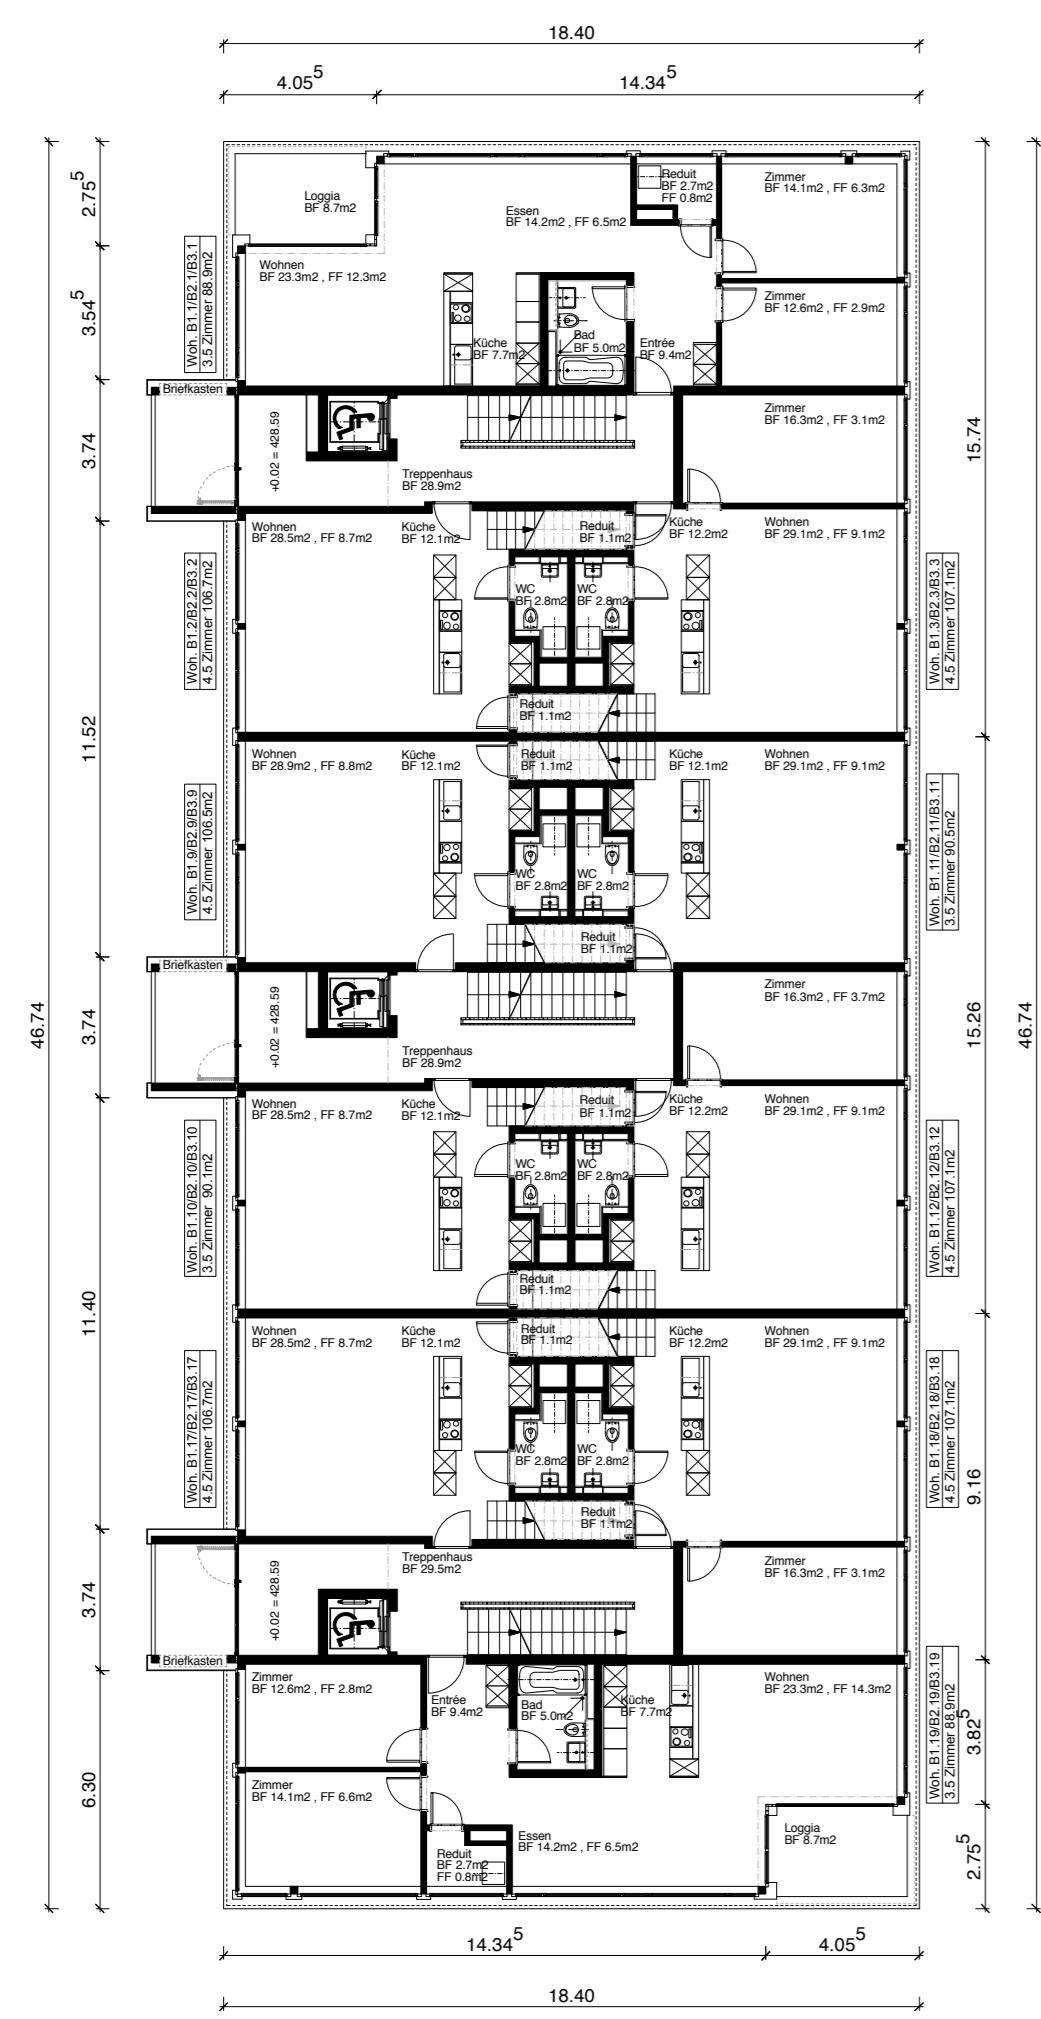 18.40
4.05⁵
14.34⁵
Loggia
BF 8.7m2
Essen
BF 14.2m2 , FF 6.5m2
Reduit
BF 2.7m2
FF 0.8m2
Zimmer
BF 14.1m2 , FF 6.3m2
2.75⁵
Wohnen
BF 23.3m2 , FF 12.3m2
Woh. B1.1/B2.1/B3.1
3.5 Zimmer 88.9m2
3.54⁵
Zimmer
BF 12.6m2 , FF 2.9m2
Küche
BF 7.7m2
Bad
BF 5.0m2
Entrée
BF 9.4m2
Briefkasten
+0.02 = 428.59
Treppenhaus
BF 28.9m2
Zimmer
BF 16.3m2 , FF 3.1m2
3.74
15.74
Wohnen
BF 28.5m2 , FF 8.7m2
Küche
BF 12.1m2
Reduit
BF 1.1m2
Küche
BF 12.2m2
Wohnen
BF 29.1m2 , FF 9.1m2
Woh. B1.2/B2.2/B3.2
4.5 Zimmer 106.7m2
WC
BF 2.8m2
WC
BF 2.8m2
Woh. B1.3/B2.3/B3.3
4.5 Zimmer 107.1m2
Reduit
BF 1.1m2
11.52
Wohnen
BF 28.9m2 , FF 8.8m2
Küche
BF 12.1m2
Reduit
BF 1.1m2
Küche
BF 12.1m2
Wohnen
BF 29.1m2 , FF 9.1m2
Woh. B1.9/B2.9/B3.9
4.5 Zimmer 106.5m2
WC
BF 2.8m2
WC
BF 2.8m2
Woh. B1.11/B2.11/B3.11
3.5 Zimmer 90.5m2
Reduit
BF 1.1m2
Briefkasten
+0.02 = 428.59
Treppenhaus
BF 28.9m2
Zimmer
BF 16.3m2 , FF 3.7m2
46.74
3.74
15.26
46.74
Wohnen
BF 28.5m2 , FF 8.7m2
Küche
BF 12.1m2
Reduit
BF 1.1m2
Küche
BF 12.2m2
Wohnen
BF 29.1m2 , FF 9.1m2
Woh. B1.10/B2.10/B3.10
3.5 Zimmer 90.1m2
WC
BF 2.8m2
WC
BF 2.8m2
Woh. B1.12/B2.12/B3.12
4.5 Zimmer 107.1m2
Reduit
BF 1.1m2
11.40
Wohnen
BF 28.5m2 , FF 8.7m2
Küche
BF 12.1m2
Reduit
BF 1.1m2
Küche
BF 12.2m2
Wohnen
BF 29.1m2 , FF 9.1m2
Woh. B1.17/B2.17/B3.17
4.5 Zimmer 106.7m2
WC
BF 2.8m2
WC
BF 2.8m2
Woh. B1.18/B2.18/B3.18
4.5 Zimmer 107.1m2
9.16
Reduit
BF 1.1m2
Treppenhaus
BF 29.5m2
Zimmer
BF 16.3m2 , FF 3.1m2
3.74
+0.02 = 428.59
Briefkasten
Zimmer
BF 12.6m2 , FF 2.8m2
Entrée
BF 9.4m2
Bad
BF 5.0m2
Küche
BF 7.7m2
Wohnen
BF 23.3m2 , FF 14.3m2
Woh. B1.19/B2.19/B3.19
3.5 Zimmer 88.9m2
3.82⁵
6.30
Zimmer
BF 14.1m2 , FF 6.6m2
Reduit
BF 2.7m2
FF 0.8m2
Essen
BF 14.2m2 , FF 6.5m2
Loggia
BF 8.7m2
2.75⁵
14.34⁵
4.05⁵
18.40